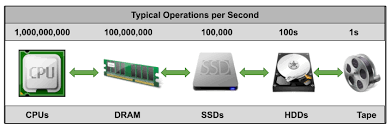 Typical Operations per Second
1,000,000,000 100,000,000 100,000 100s 1s
CPU SSD
CPUs DRAM SSDs HDDs Tape